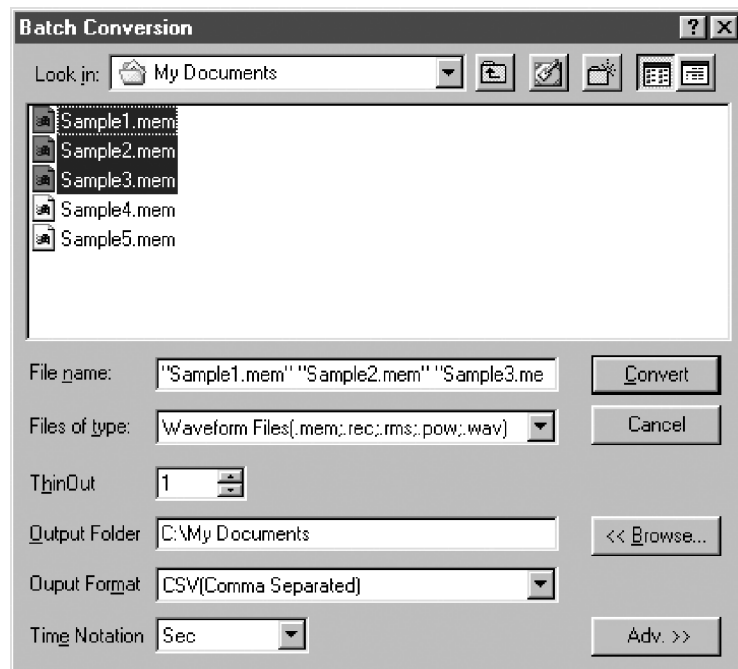 Batch Conversion
Look in: My Documents
Sample1.mem
Sample2.mem
Sample3.mem
Sample4.mem
Sample5.mem
File name: "Sample1.mem" "Sample2.mem" "Sample3.me
Convert
Files of type: Waveform Files(.mem;.rec;.rms;.pow;.wav)
Cancel
ThinOut 1
Output Folder C:\My Documents
<< Browse...
Ouput Format CSV(Comma Separated)
Time Notation Sec
Adv. >>